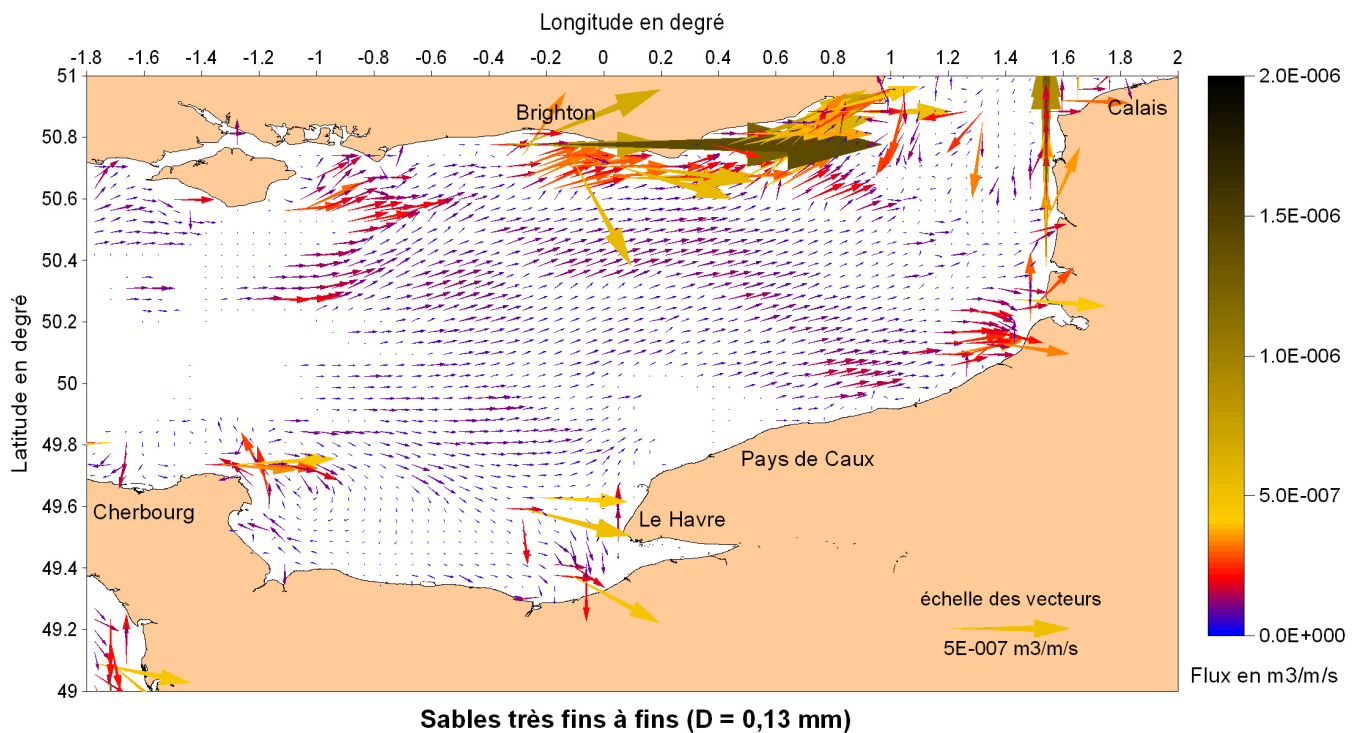 Longitude en degré
-1.8 -1.6 -1.4 -1.2 -1 -0.8 -0.6 -0.4 -0.2 0 0.2 0.4 0.6 0.8 1 1.2 1.4 1.6 1.8 2
51
2.0E-006
Brighton
Calais
50.8
50.6
1.5E-006
50.4
Latitude en degré
50.2
1.0E-006
50
49.8
Pays de Caux
5.0E-007
Cherbourg
49.6
Le Havre
49.4
échelle des vecteurs
49.2
5E-007 m3/m/s
0.0E+000
Flux en m3/m/s
49
Sables très fins à fins (D = 0,13 mm)